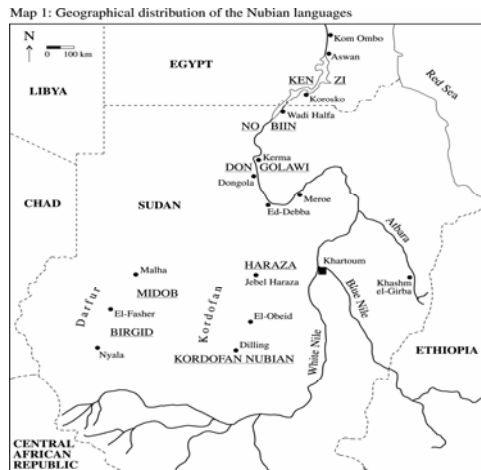 Map 1: Geographical distribution of the Nubian languages
N
0 100 km
Kom Ombo
Aswan
EGYPT
LIBYA
KEN ZI
Korosko
Red Sea
Wadi Halfa
NO BIIN
Kerma
DON GOLAWI
Dongola
CHAD
SUDAN
Meroe
Ed-Debba
Atbara
HARAZA
Khartoum
Malha
Jebel Haraza
Khashm
el-Girba
MIDOB
Blue Nile
Darfur
Kordofan
El-Fasher
El-Obeid
BIRGID
White Nile
Nyala
Dilling
ETHIOPIA
KORDOFAN NUBIAN
CENTRAL
AFRICAN
REPUBLIC